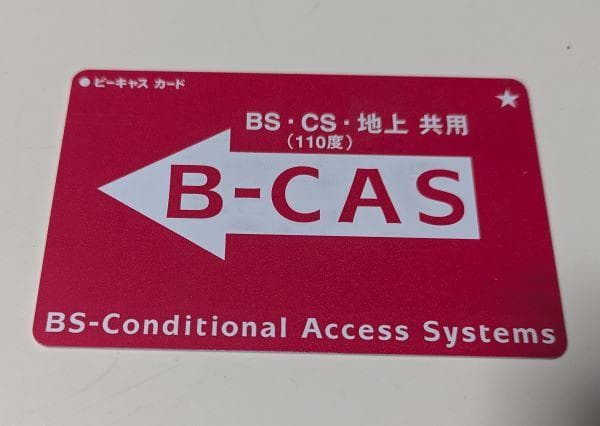 ●ビーキャス カード
★
BS・CS・地上 共用
(110度)
B-CAS
BS-Conditional Access Systems